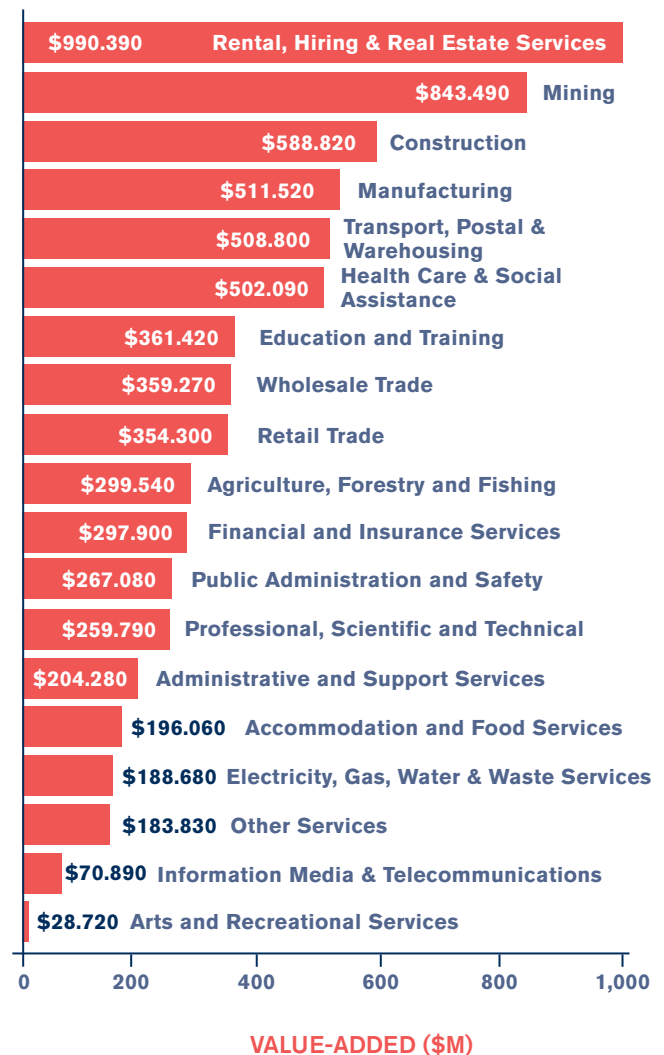 $990.390 Rental, Hiring & Real Estate Services
$843.490 Mining
$588.820 Construction
$511.520 Manufacturing
$508.800 Transport, Postal &
Warehousing
$502.090 Health Care & Social
Assistance
$361.420 Education and Training
$359.270 Wholesale Trade
$354.300 Retail Trade
$299.540 Agriculture, Forestry and Fishing
$297.900 Financial and Insurance Services
$267.080 Public Administration and Safety
$259.790 Professional, Scientific and Technical
$204.280 Administrative and Support Services
$196.060 Accommodation and Food Services
$188.680 Electricity, Gas, Water & Waste Services
$183.830 Other Services
$70.890 Information Media & Telecommunications
$28.720 Arts and Recreational Services
0 200 400 600 800 1,000
VALUE-ADDED ($M)